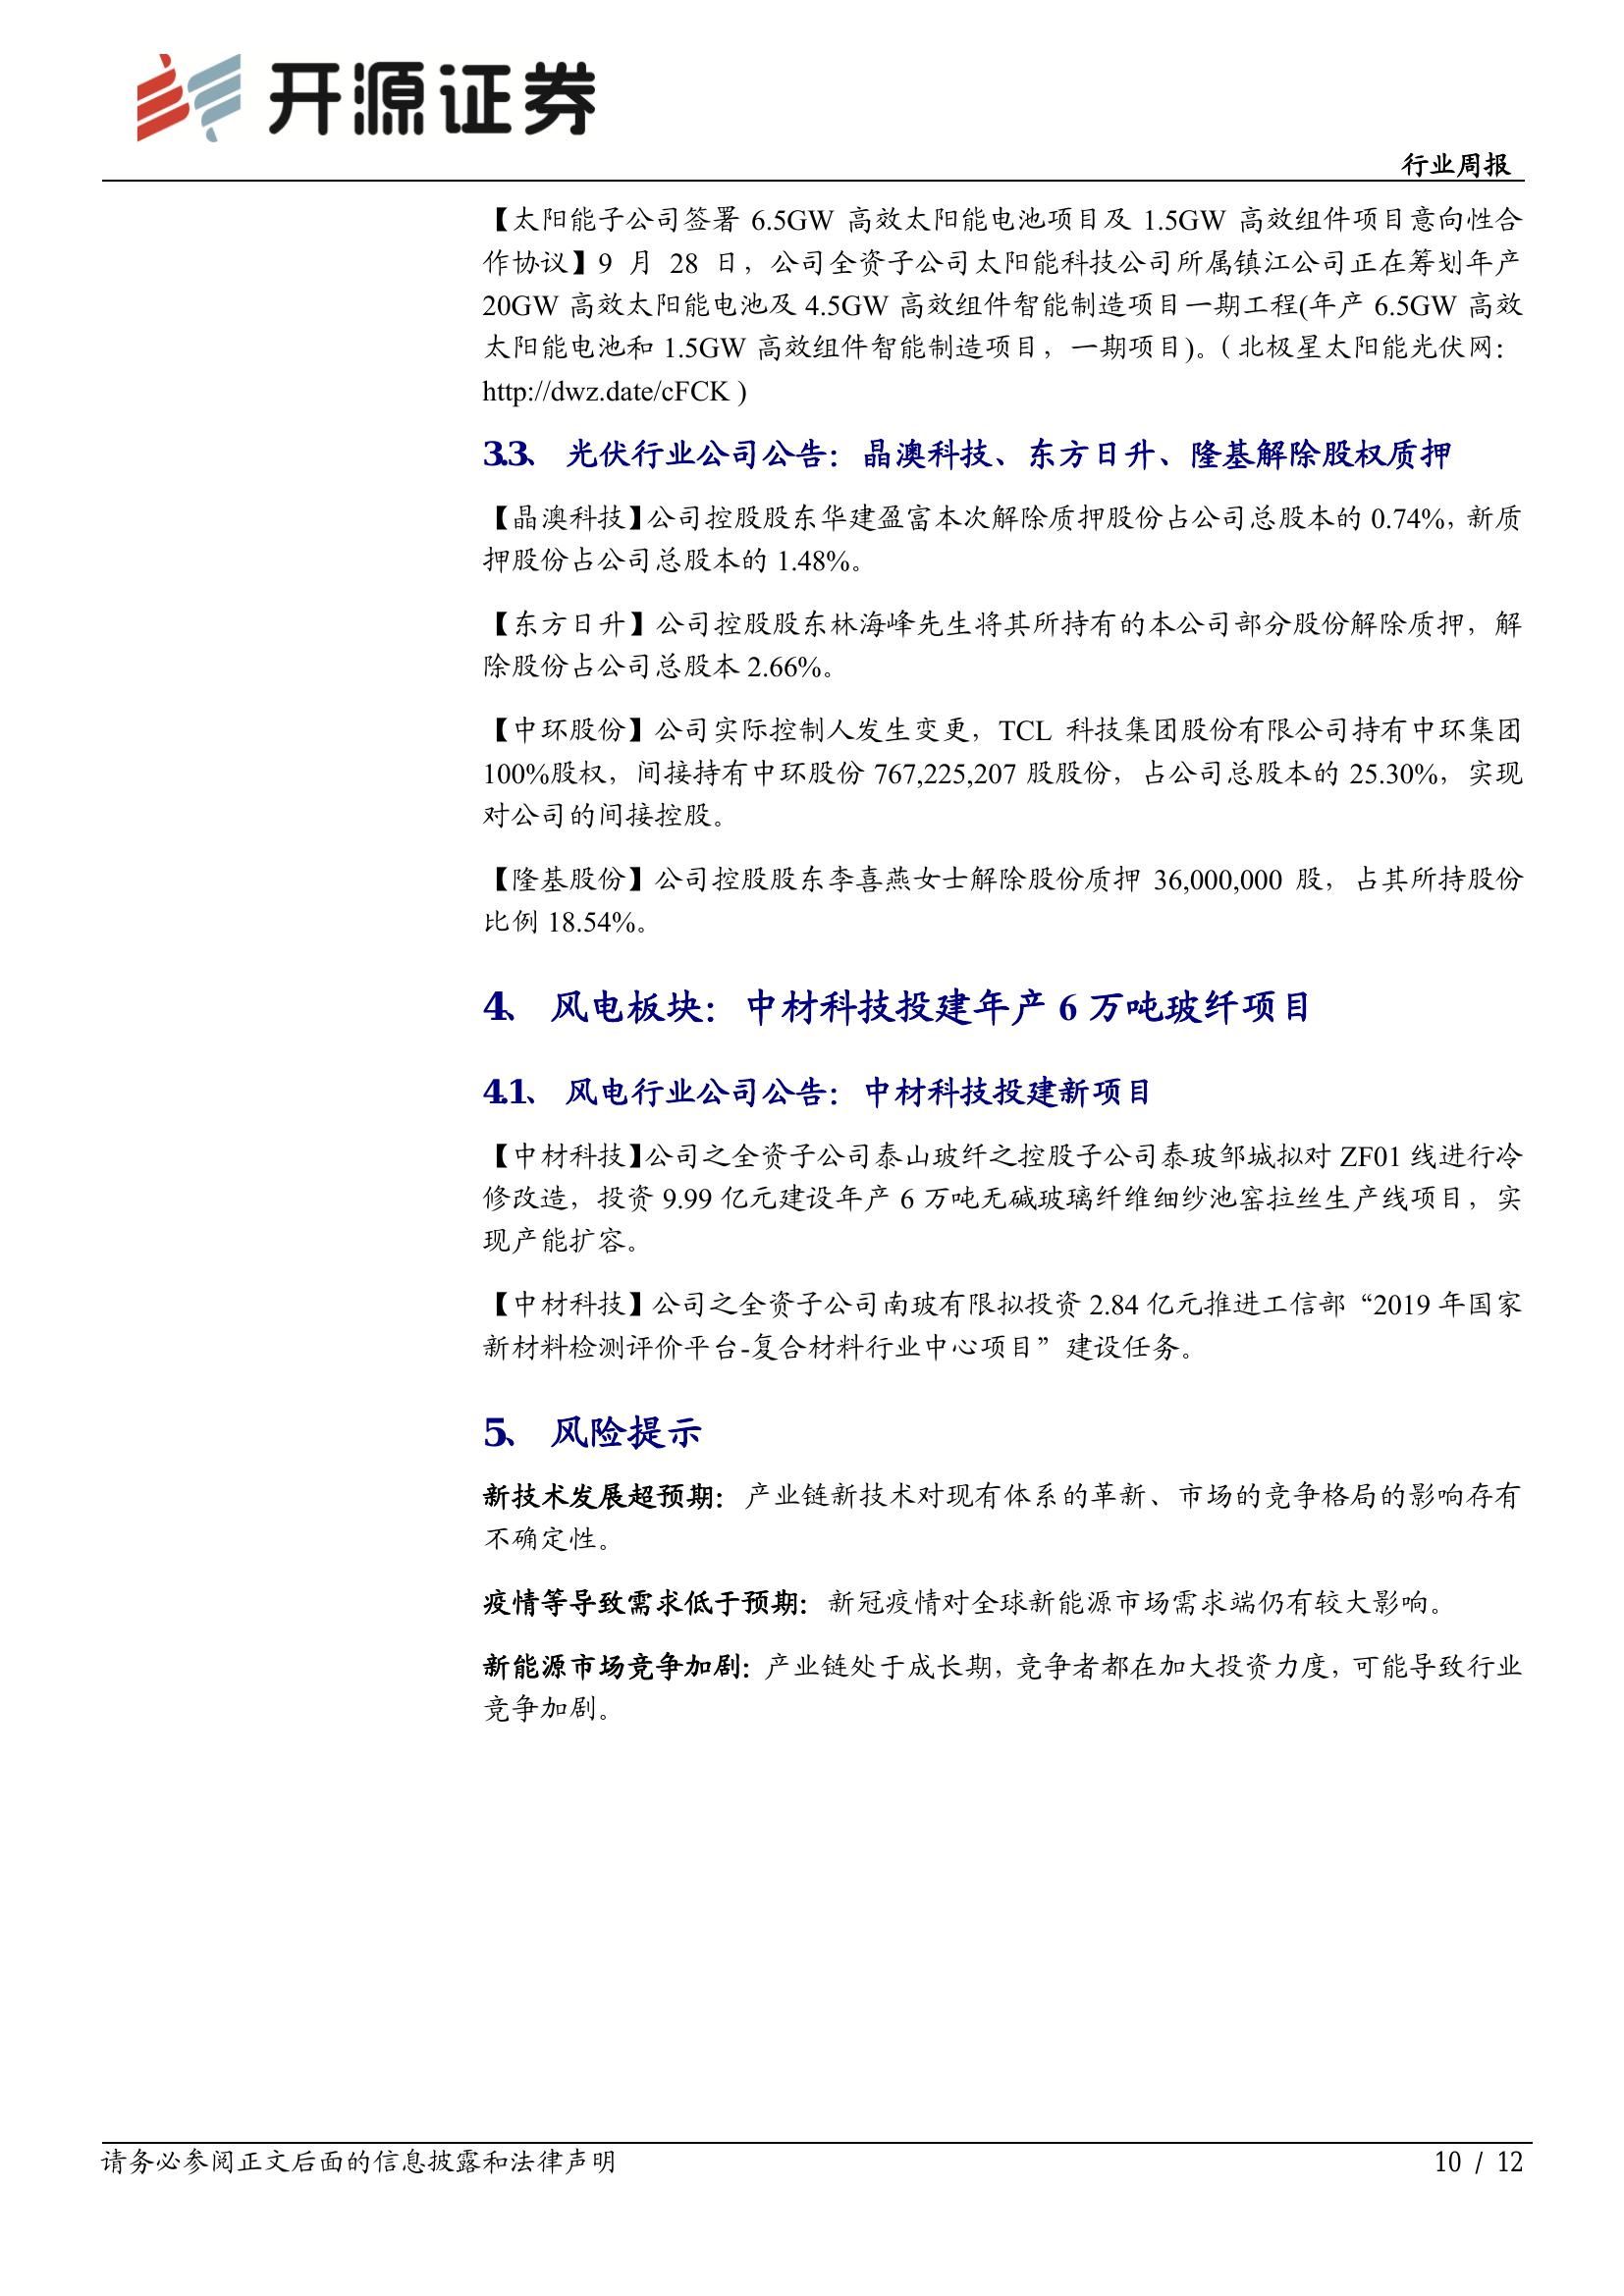 开源证券
行业周报
【太阳能子公司签署 6.5GW 高效太阳能电池项目及 1.5GW 高效组件项目意向性合
作协议】9 月 28 日，公司全资子公司太阳能科技公司所属镇江公司正在筹划年产
20GW 高效太阳能电池及 4.5GW 高效组件智能制造项目一期工程(年产 6.5GW 高效
太阳能电池和 1.5GW 高效组件智能制造项目，一期项目)。（北极星太阳能光伏网：
http://dwz.date/cFCK ）
3.3、 光伏行业公司公告：晶澳科技、东方日升、隆基解除股权质押
【晶澳科技】公司控股股东华建盈富本次解除质押股份占公司总股本的 0.74%，新质
押股份占公司总股本的 1.48%。
【东方日升】公司控股股东林海峰先生将其所持有的本公司部分股份解除质押，解
除股份占公司总股本 2.66%。
【中环股份】公司实际控制人发生变更，TCL 科技集团股份有限公司持有中环集团
100%股权，间接持有中环股份 767,225,207 股股份，占公司总股本的 25.30%，实现
对公司的间接控股。
【隆基股份】公司控股股东李喜燕女士解除股份质押 36,000,000 股，占其所持股份
比例 18.54%。
4、 风电板块：中材科技投建年产 6 万吨玻纤项目
4.1、 风电行业公司公告：中材科技投建新项目
【中材科技】公司之全资子公司泰山玻纤之控股子公司泰玻邹城拟对 ZF01 线进行冷
修改造，投资 9.99 亿元建设年产 6 万吨无碱玻璃纤维细纱池窑拉丝生产线项目，实
现产能扩容。
【中材科技】公司之全资子公司南玻有限拟投资 2.84 亿元推进工信部“2019 年国家
新材料检测评价平台-复合材料行业中心项目”建设任务。
5、 风险提示
新技术发展超预期：产业链新技术对现有体系的革新、市场的竞争格局的影响存有
不确定性。
疫情等导致需求低于预期：新冠疫情对全球新能源市场需求端仍有较大影响。
新能源市场竞争加剧：产业链处于成长期，竞争者都在加大投资力度，可能导致行业
竞争加剧。
请务必参阅正文后面的信息披露和法律声明
10 / 12